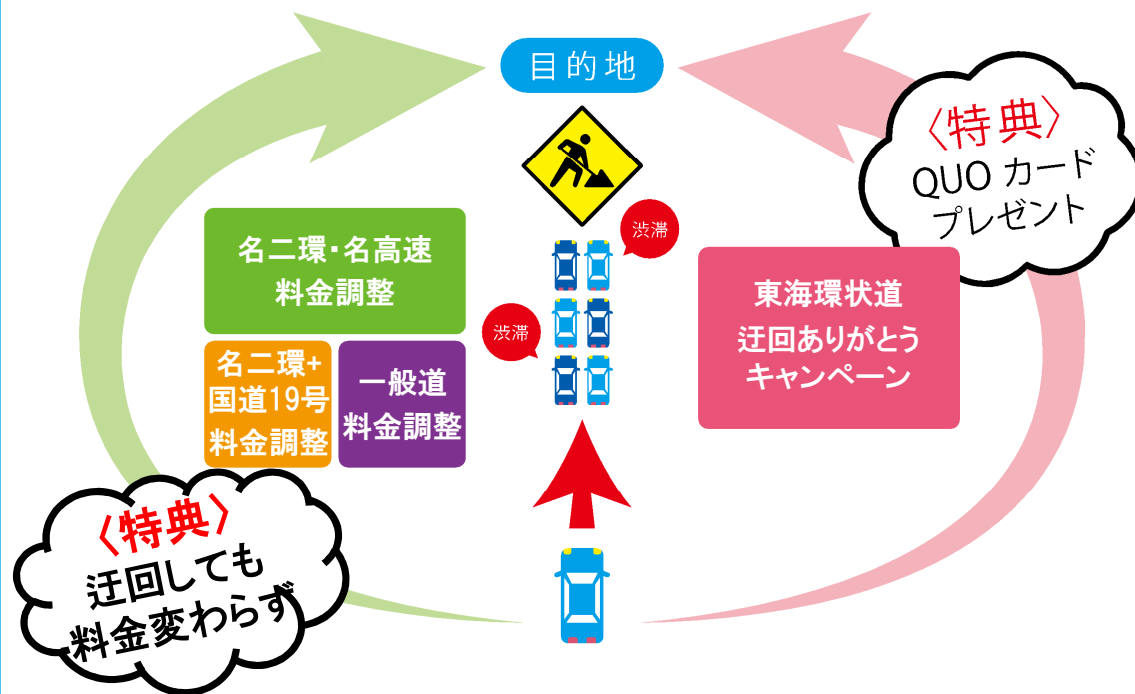 目的地
〈特典〉
QUO カード
プレゼント
渋滞
名二環・名高速
料金調整
東海環状道
迂回ありがとう
キャンペーン
渋滞
名二環+
国道19号
料金調整
一般道
料金調整
〈特典〉
迂回しても
料金変わらず